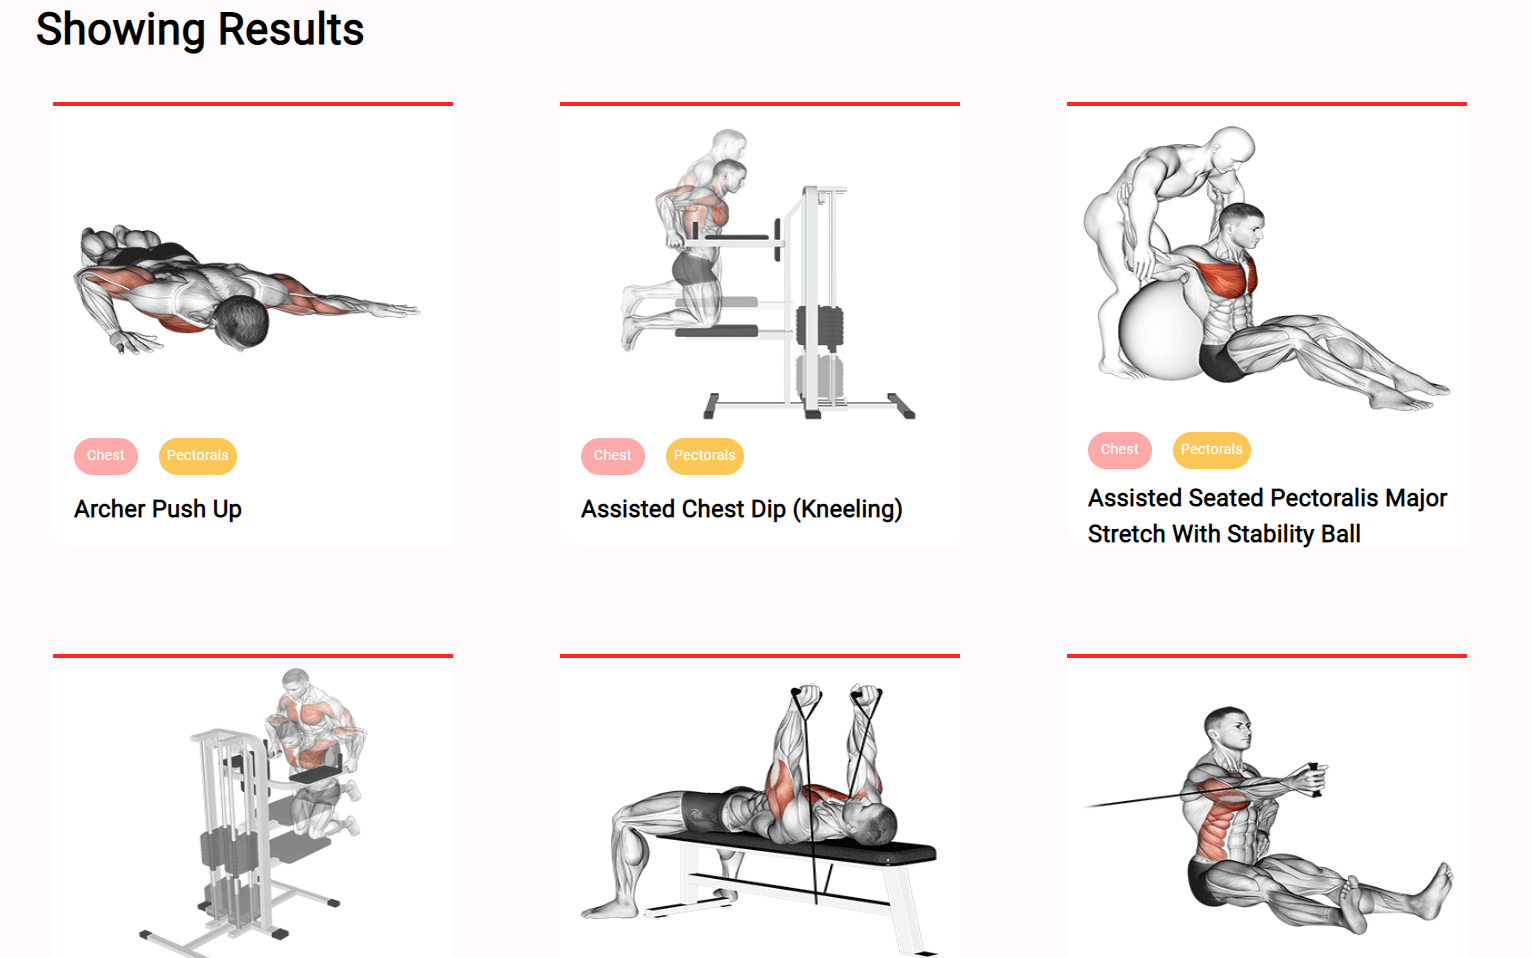 Showing Results
Chest
Pectorals
Archer Push Up
Chest
Pectorals
Assisted Chest Dip (Kneeling)
Chest
Pectorals
Assisted Seated Pectoralis Major
Stretch With Stability Ball